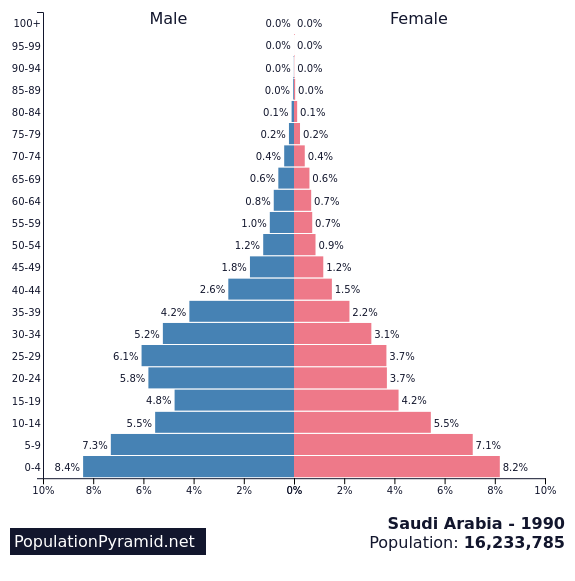 Male Female
100+ 0.0% 0.0%
95-99 0.0% 0.0%
90-94 0.0% 0.0%
85-89 0.0% 0.0%
80-84 0.1% 0.1%
75-79 0.2% 0.2%
70-74 0.4% 0.4%
65-69 0.6% 0.6%
60-64 0.8% 0.7%
55-59 1.0% 0.7%
50-54 1.2% 0.9%
45-49 1.8% 1.2%
40-44 2.6% 1.5%
35-39 4.2% 2.2%
30-34 5.2% 3.1%
25-29 6.1% 3.7%
20-24 5.8% 3.7%
15-19 4.8% 4.2%
10-14 5.5% 5.5%
5-9 7.3% 7.1%
0-4 8.4% 8.2%
10% 8% 6% 4% 2% 0% 2% 4% 6% 8% 10%
Saudi Arabia - 1990
Population: 16,233,785
PopulationPyramid.net